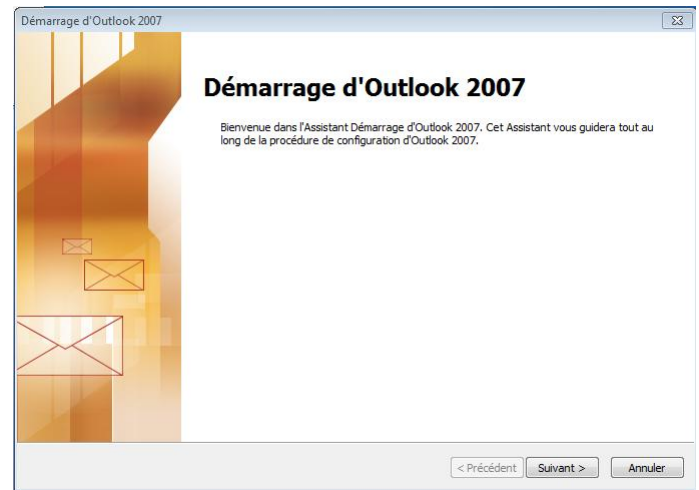 Démarrage d'Outlook 2007
Démarrage d'Outlook 2007
Bienvenue dans l'Assistant Démarrage d'Outlook 2007. Cet Assistant vous guidera tout au
long de la procédure de configuration d'Outlook 2007.
< Précédent Suivant > Annuler